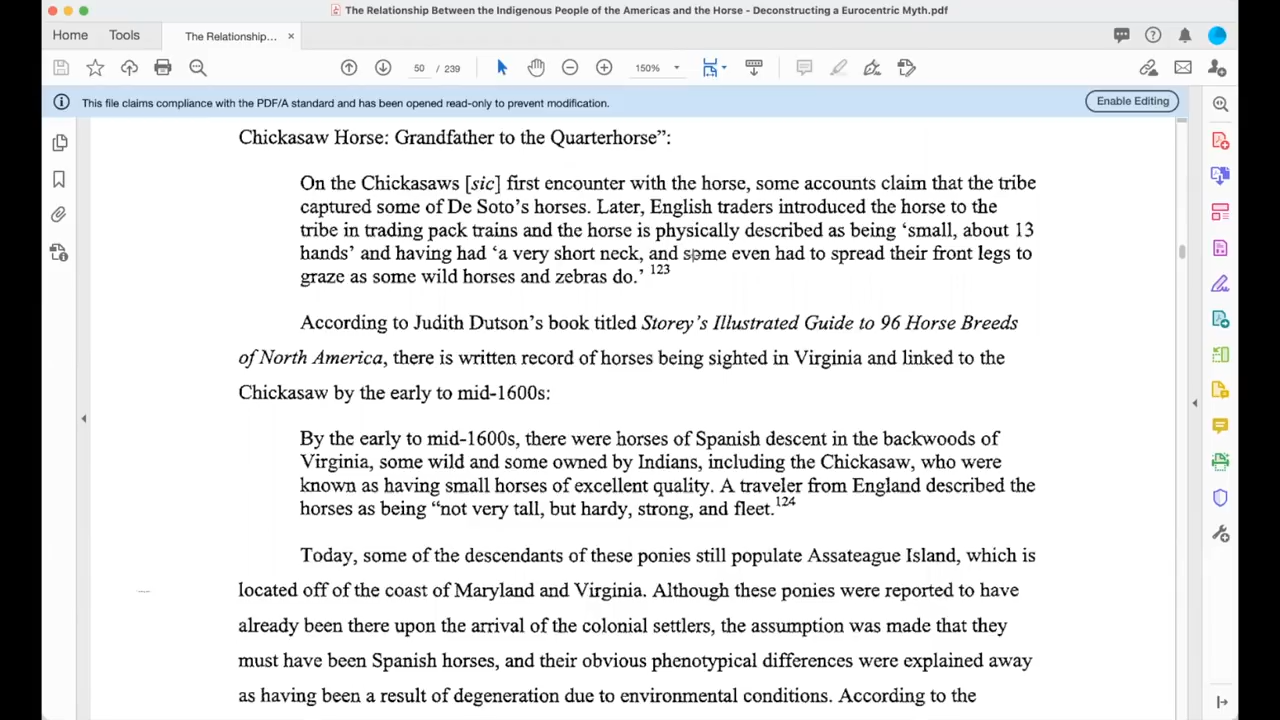 The Relationship Between the Indigenous People of the Americas and the Horse - Deconstructing a Eurocentric Myth.pdf
Home
Tools
The Relationship...
50 / 239
150%
This file claims compliance with the PDF/A standard and has been opened read-only to prevent modification.
Enable Editing
Chickasaw Horse: Grandfather to the Quarterhorse”:
On the Chickasaws [sic] first encounter with the horse, some accounts claim that the tribe
captured some of De Soto’s horses. Later, English traders introduced the horse to the
tribe in trading pack trains and the horse is physically described as being ‘small, about 13
hands’ and having had ‘a very short neck, and some even had to spread their front legs to
graze as some wild horses and zebras do.’ 123
According to Judith Dutson’s book titled Storey’s Illustrated Guide to 96 Horse Breeds
of North America, there is written record of horses being sighted in Virginia and linked to the
Chickasaw by the early to mid-1600s:
By the early to mid-1600s, there were horses of Spanish descent in the backwoods of
Virginia, some wild and some owned by Indians, including the Chickasaw, who were
known as having small horses of excellent quality. A traveler from England described the
horses as being “not very tall, but hardy, strong, and fleet.124
Today, some of the descendants of these ponies still populate Assateague Island, which is
located off of the coast of Maryland and Virginia. Although these ponies were reported to have
already been there upon the arrival of the colonial settlers, the assumption was made that they
must have been Spanish horses, and their obvious phenotypical differences were explained away
as having been a result of degeneration due to environmental conditions. According to the